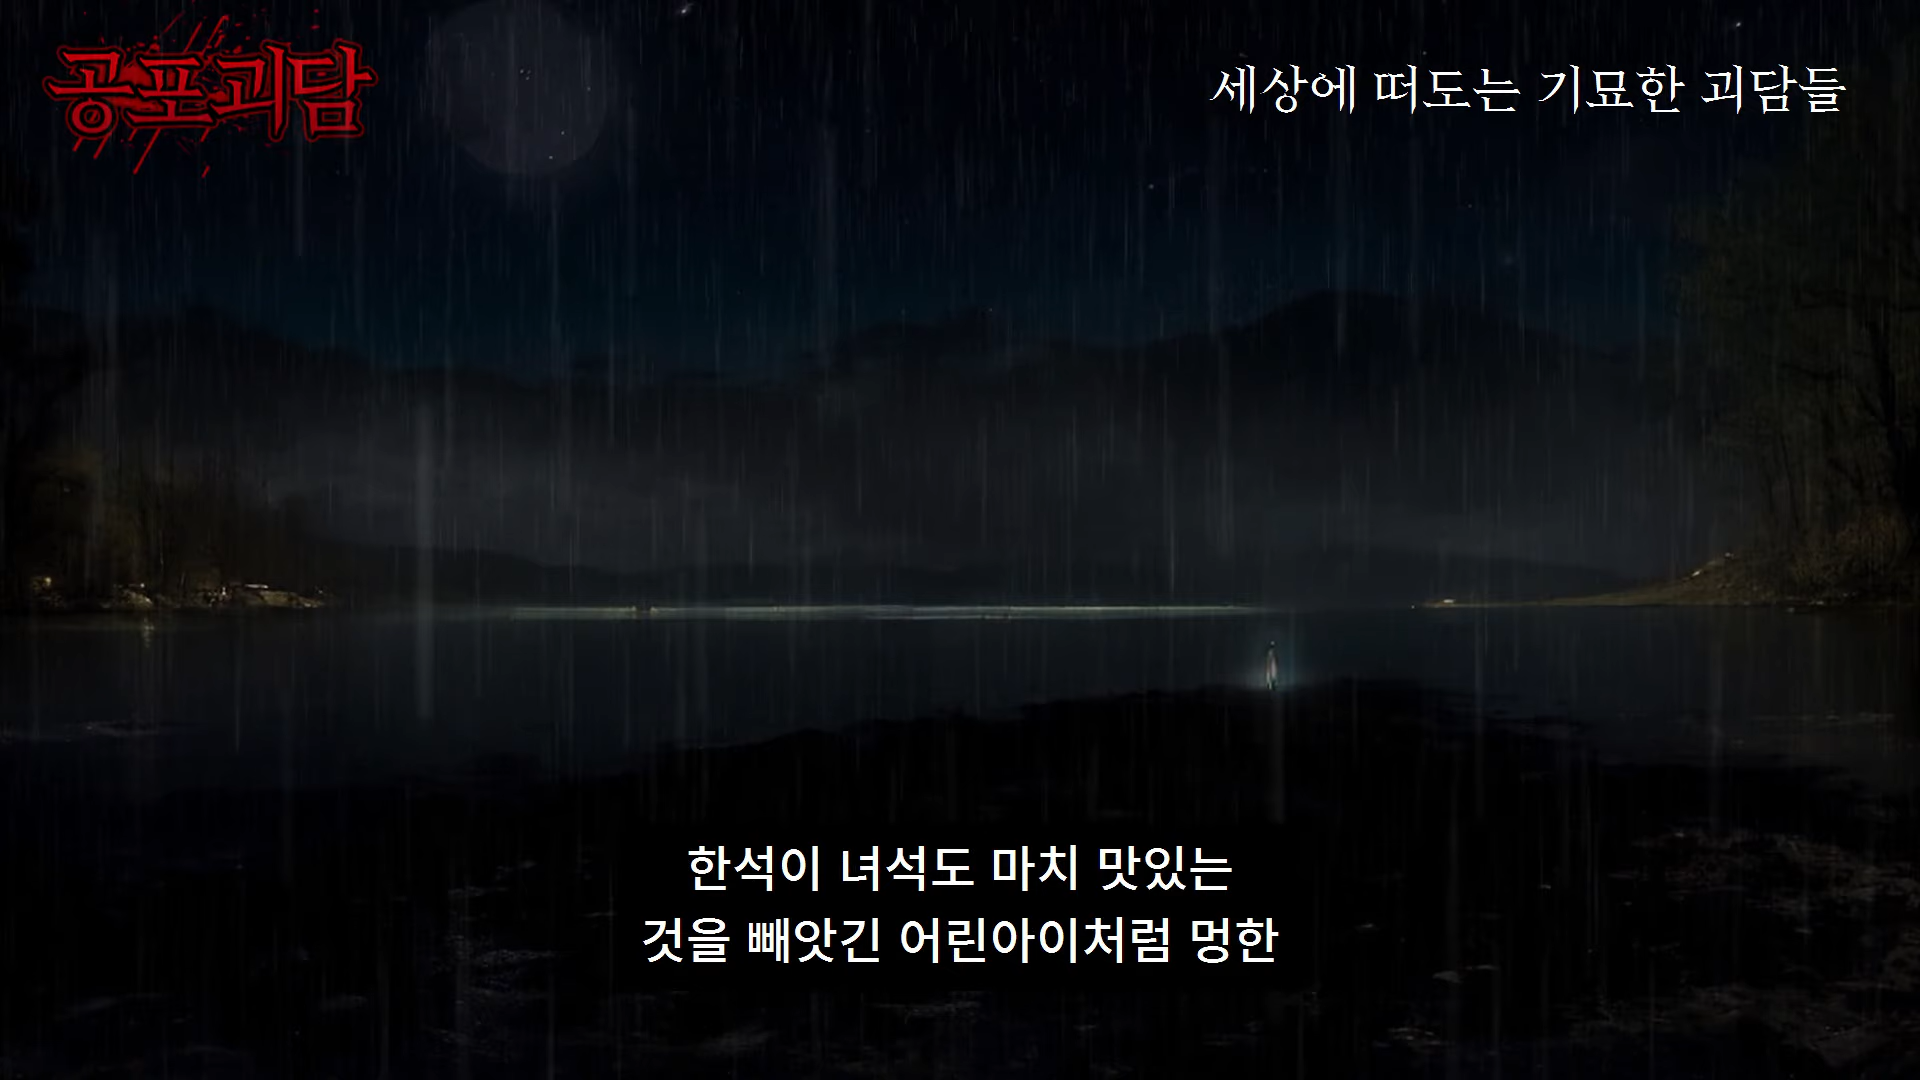 공포괴담
세상에 떠도는 기묘한 괴담들
한석이 녀석도 마치 맛있는
것을 빼앗긴 어린아이처럼 멍한